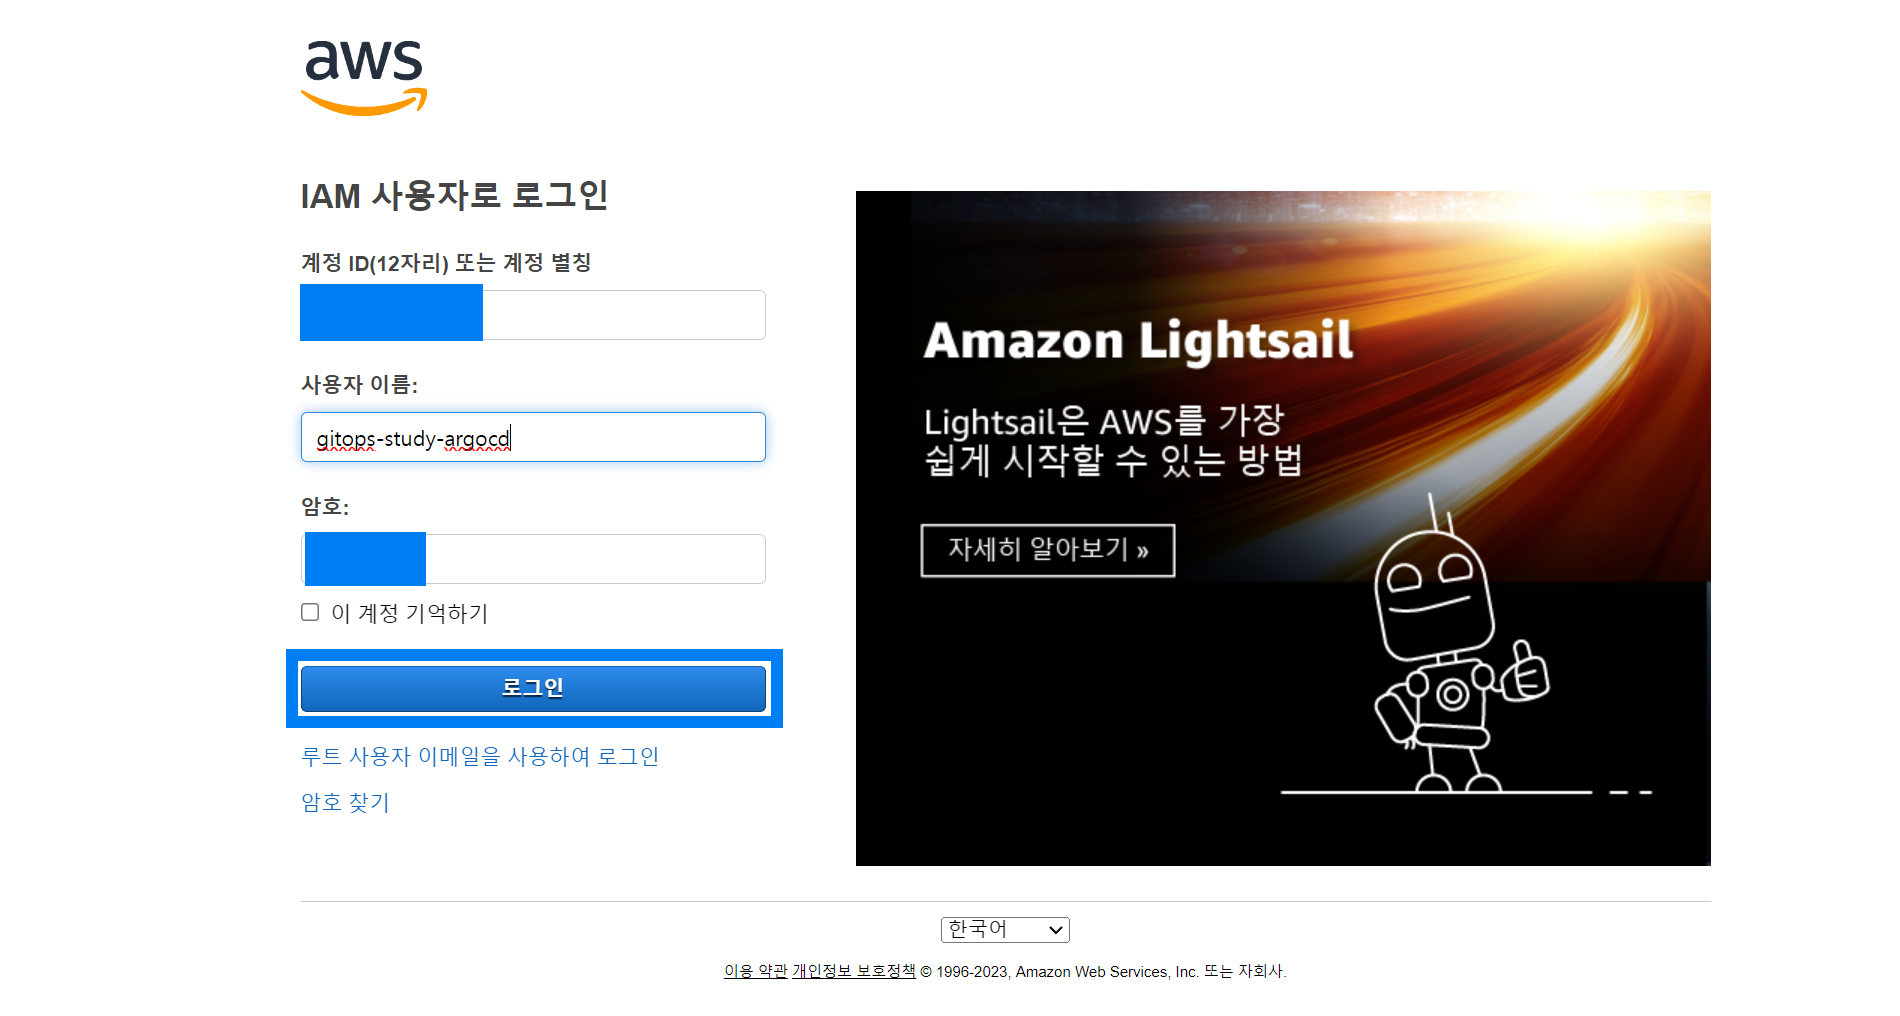 aws
IAM 사용자로 로그인
계정 ID(12자리) 또는 계정 별칭
사용자 이름:
gitops-study-argocd
암호:
이 계정 기억하기
로그인
루트 사용자 이메일을 사용하여 로그인
암호 찾기
Amazon Lightsail
Lightsail은 AWS를 가장
쉽게 시작할 수 있는 방법
자세히 알아보기 »
한국어
이용 약관 개인정보 보호정책 © 1996-2023, Amazon Web Services, Inc. 또는 자회사.